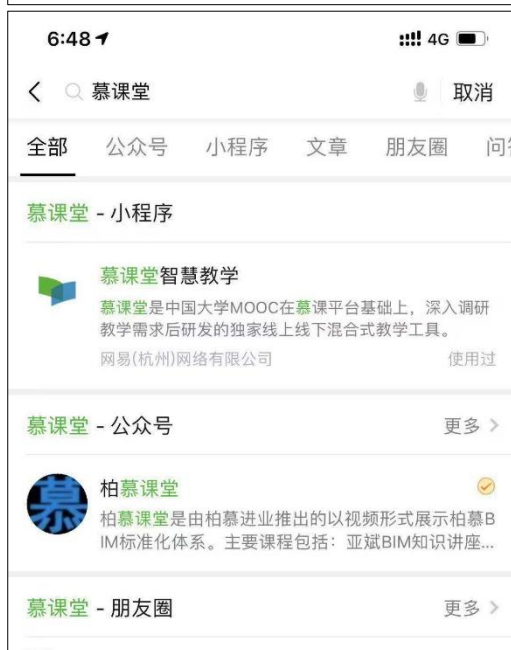 6:48
4G
慕课堂
取消
全部 公众号 小程序 文章 朋友圈 问答
慕课堂 - 小程序
慕课堂智慧教学
慕课堂是中国大学MOOC在慕课平台基础上，深入调研
教学需求后研发的独家线上线下混合式教学工具。
网易(杭州)网络有限公司
使用过
慕课堂 - 公众号
更多 >
慕
柏慕课堂
柏慕课堂是由柏慕进业推出的以视频形式展示柏慕B
IM标准化体系。主要课程包括：亚斌BIM知识讲座...
慕课堂 - 朋友圈
更多 >